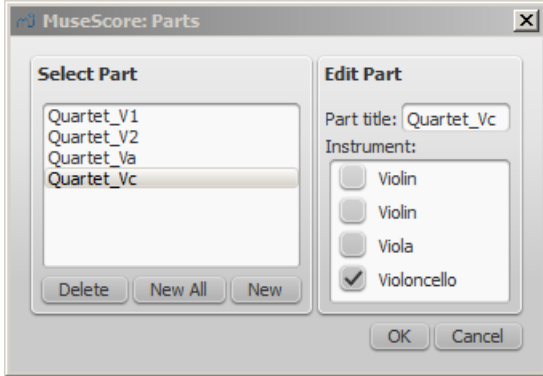 MuseScore: Parts
Select Part
Quartet_V1
Quartet_V2
Quartet_Va
Quartet_Vc
Delete New All New
Edit Part
Part title: Quartet_Vc
Instrument:
Violin
Violin
Viola
Violoncello
OK Cancel